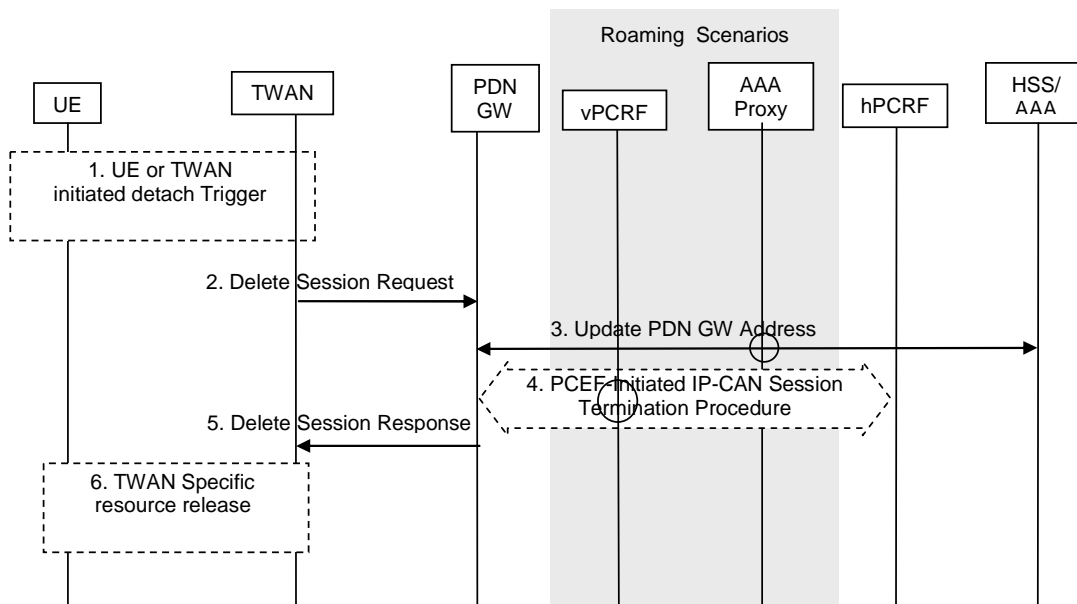 Roaming Scenarios
UE
TWAN
PDN
GW
vPCRF
AAA
Proxy
hPCRF
HSS/
AAA
1. UE or TWAN
initiated detach Trigger
2. Delete Session Request
3. Update PDN GW Address
4. PCEF-Initiated IP-CAN Session
Termination Procedure
5. Delete Session Response
6. TWAN Specific
resource release